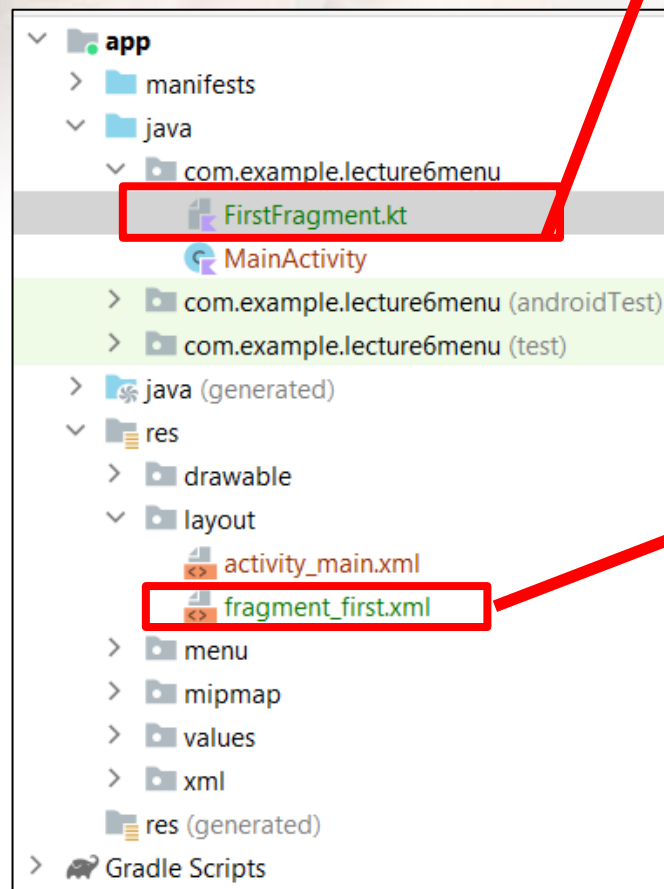 app
manifests
java
com.example.lecture6menu
FirstFragment.kt
MainActivity
com.example.lecture6menu (androidTest)
com.example.lecture6menu (test)
java (generated)
res
drawable
layout
activity_main.xml
fragment_first.xml
menu
mipmap
values
xml
res (generated)
Gradle Scripts